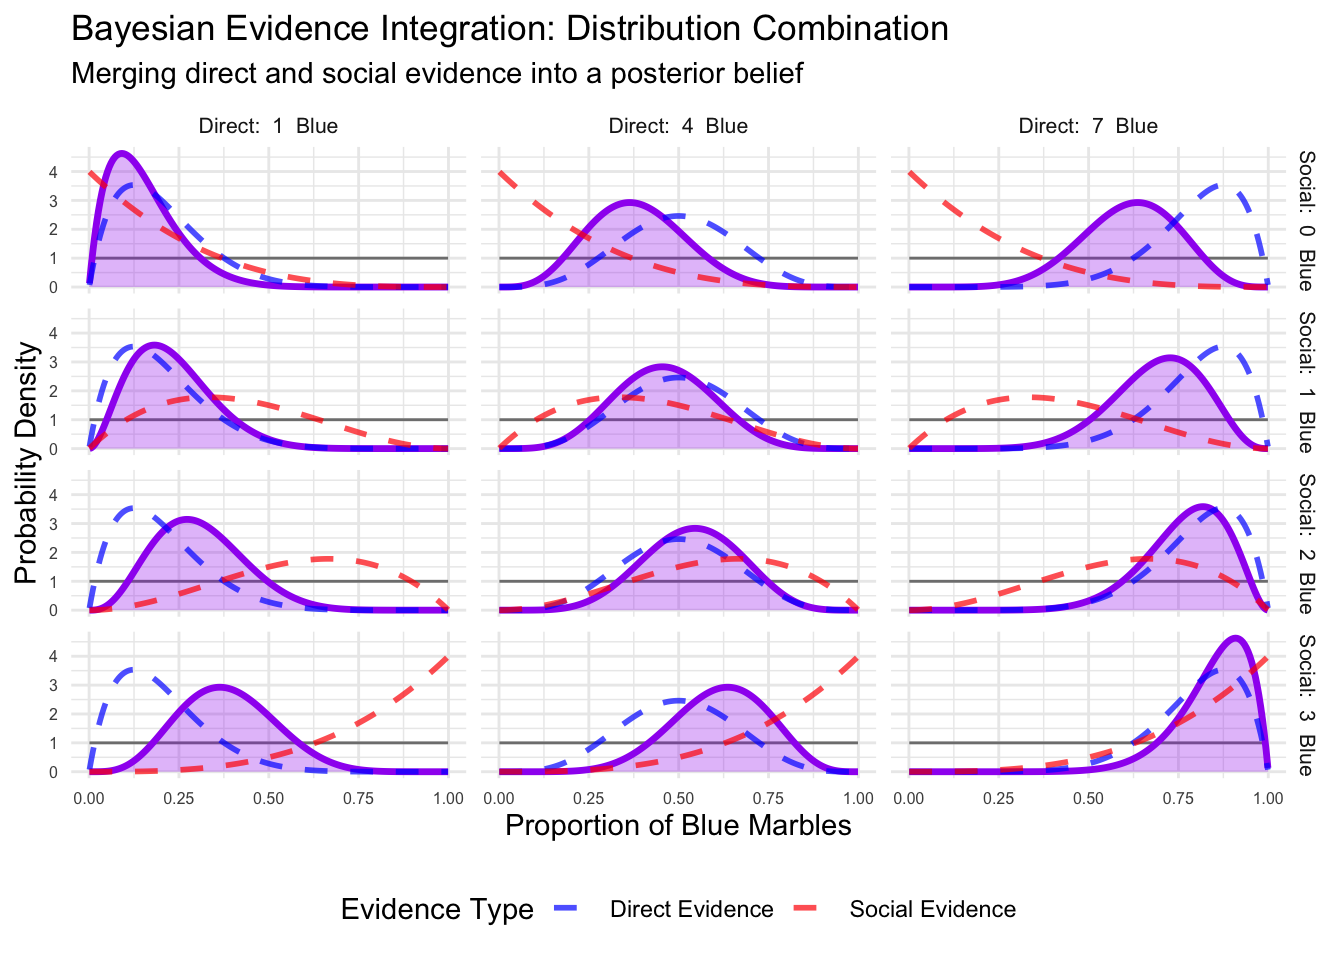 Bayesian Evidence Integration: Distribution Combination
Merging direct and social evidence into a posterior belief
Direct:  1  Blue
Direct:  4  Blue
Direct:  7  Blue
Probability Density
4
3
2
1
0
Social:  0  Blue
4
3
2
1
0
Social:  1  Blue
4
3
2
1
0
Social:  2  Blue
4
3
2
1
0
Social:  3  Blue
0.00 0.25 0.50 0.75 1.00
0.00 0.25 0.50 0.75 1.00
0.00 0.25 0.50 0.75 1.00
Proportion of Blue Marbles
Evidence Type
Direct Evidence
Social Evidence